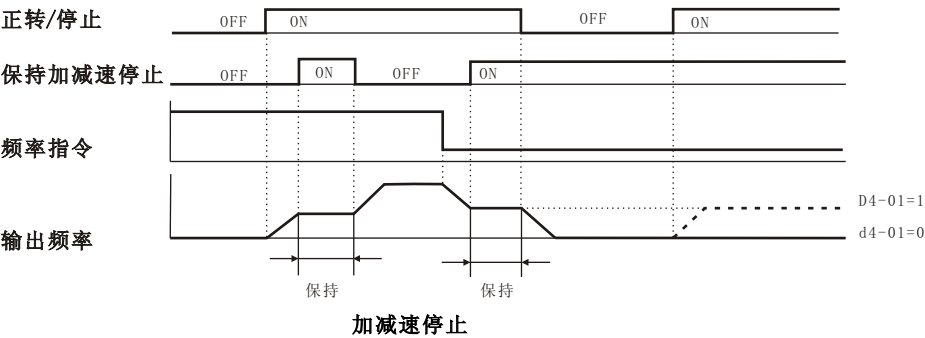 正转/停止 OFF ON OFF ON
保持加减速停止 OFF ON OFF ON
频率指令
D4-01=1
输出频率 d4-01=0
保持 保持
加减速停止